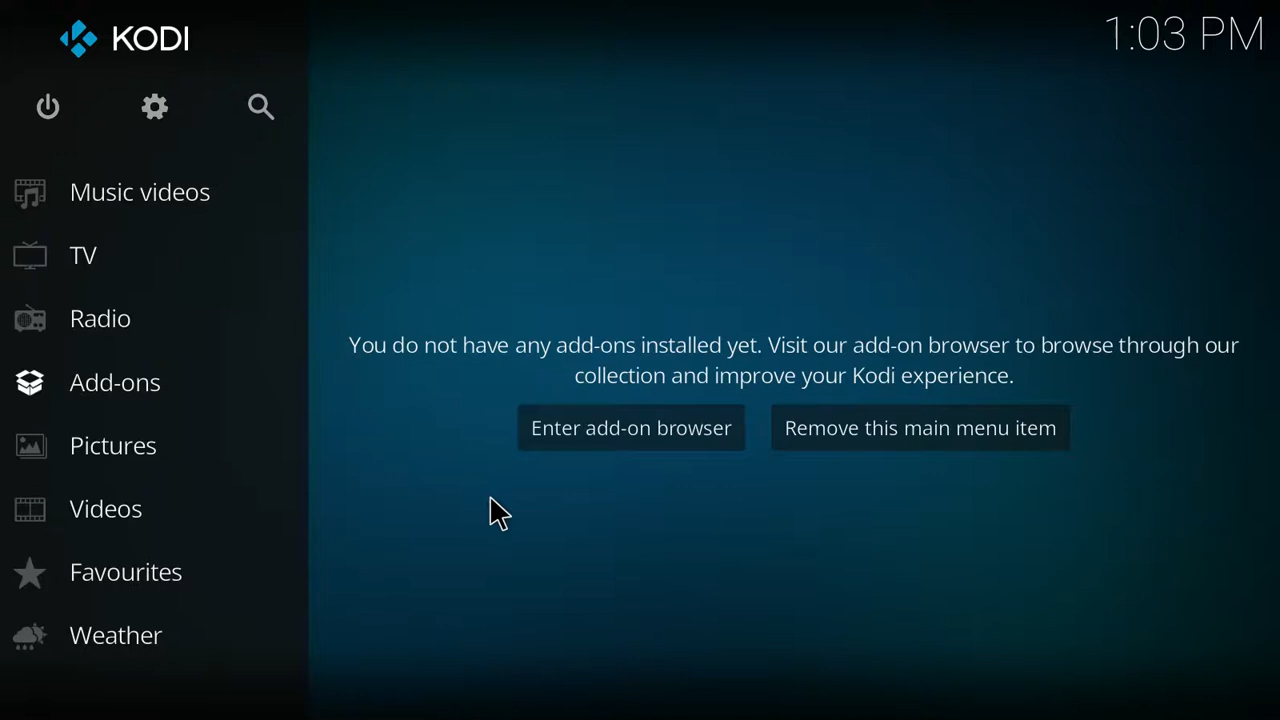 KODI
1:03 PM
Music videos
TV
Radio
Add-ons
Pictures
Videos
Favourites
Weather
You do not have any add-ons installed yet. Visit our add-on browser to browse through our
collection and improve your Kodi experience.
Enter add-on browser
Remove this main menu item